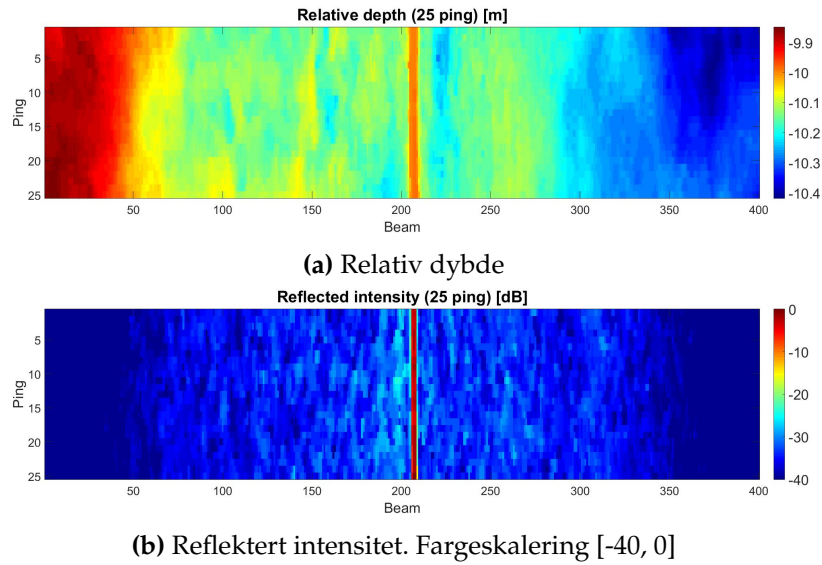 Relative depth (25 ping) [m]
5
10
15
20
25
Ping
50 100 150 200 250 300 350 400
Beam
-9.9
-10
-10.1
-10.2
-10.3
-10.4
(a) Relativ dybde
Reflected intensity (25 ping) [dB]
5
10
15
20
25
Ping
50 100 150 200 250 300 350 400
Beam
0
-10
-20
-30
-40
(b) Reflektert intensitet. Fargeskalering [-40, 0]